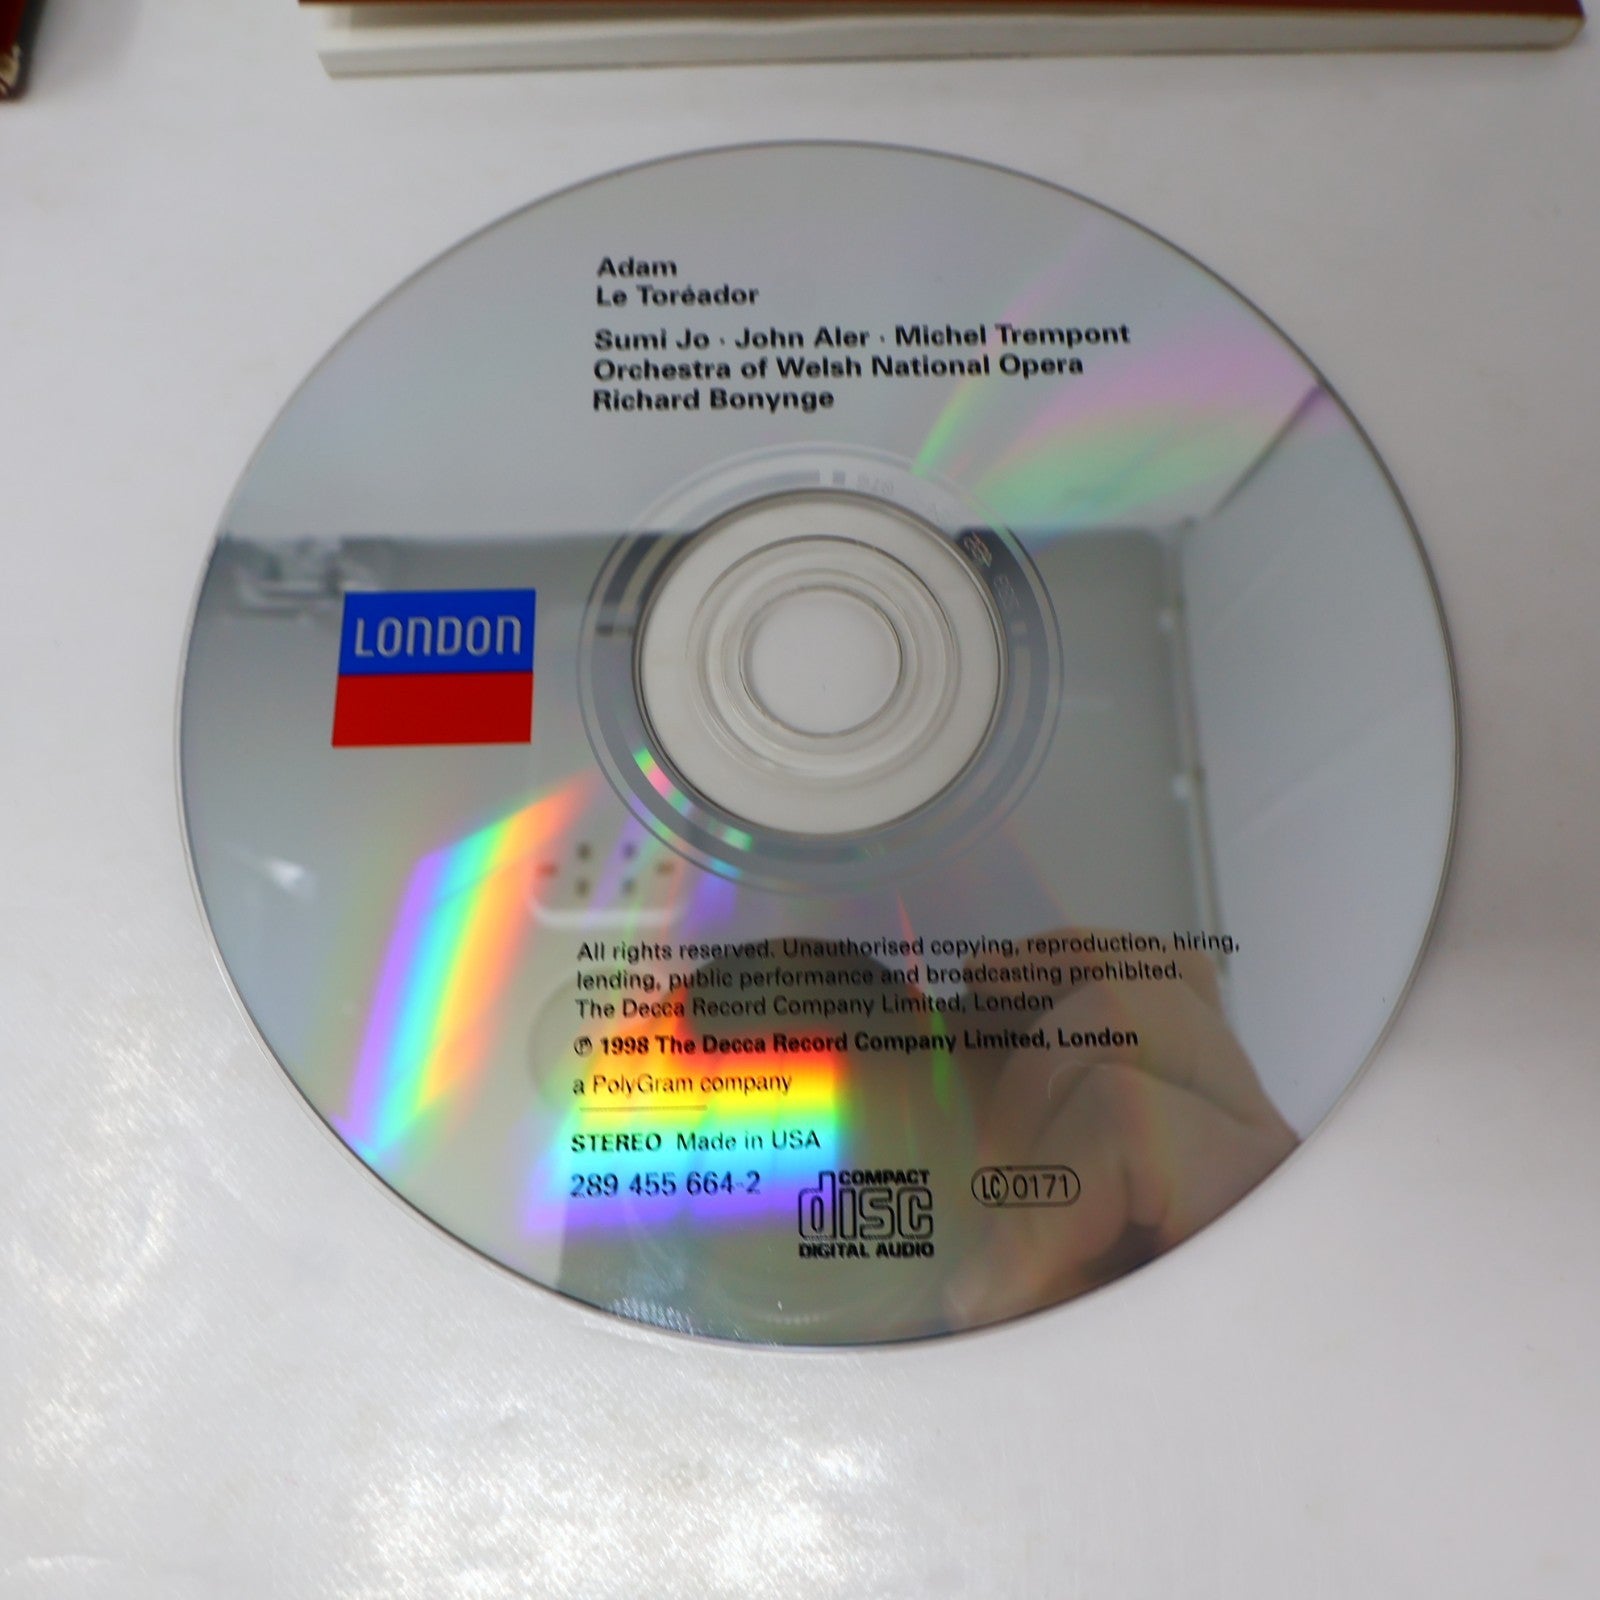 Adam
Le Toréador
Sumi Jo · John Aler · Michel Trempont
Orchestra of Welsh National Opera
Richard Bonynge
LONDON
All rights reserved. Unauthorised copying, reproduction, hiring,
lending, public performance and broadcasting prohibited.
The Decca Record Company Limited, London
℗ 1998 The Decca Record Company Limited, London
a PolyGram company
STEREO Made in USA
289 455 664-2
COMPACT
disc
DIGITAL AUDIO
LC 0171